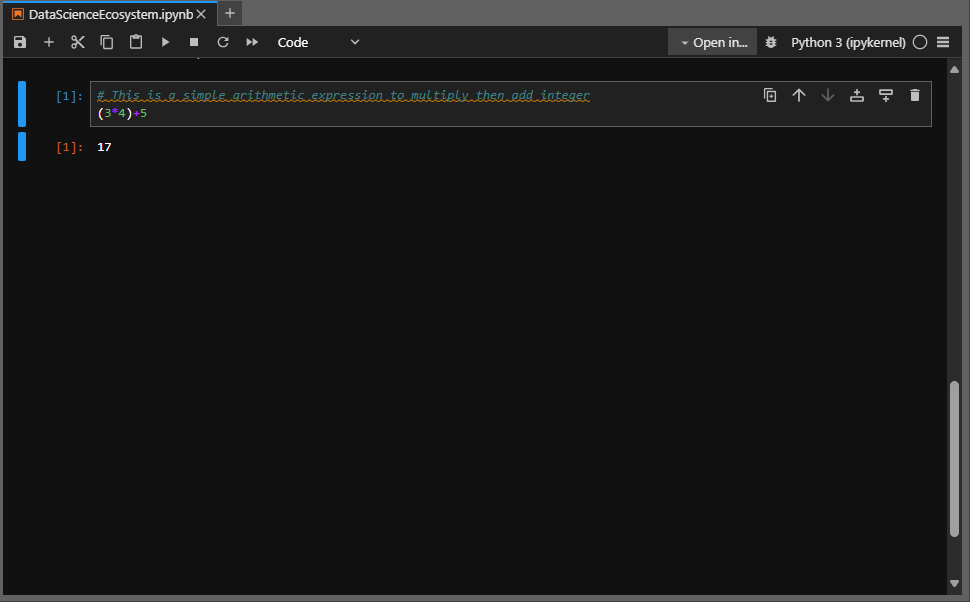 DataScienceEcosystem.ipynb
Code
Open in...
Python 3 (ipykernel)
[1]: # This is a simple arithmetic expression to multiply then add integer
(3*4)+5
[1]: 17